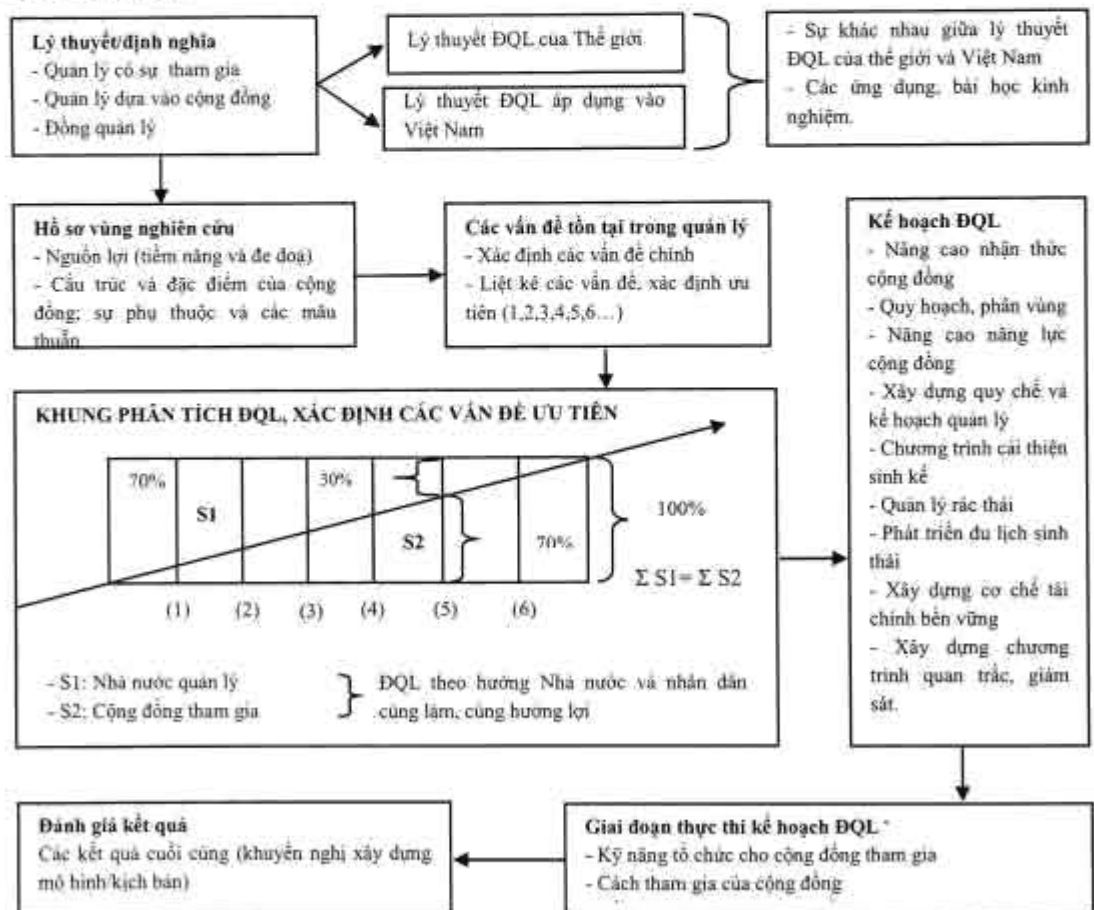 Lý thuyết/định nghĩa
- Quản lý có sự tham gia
- Quản lý dựa vào cộng đồng
- Đồng quản lý
Lý thuyết ĐQL của Thế giới
Lý thuyết ĐQL áp dụng vào
Việt Nam
- Sự khác nhau giữa lý thuyết
ĐQL của thế giới và Việt Nam
- Các ứng dụng, bài học kinh
nghiệm.
Hồ sơ vùng nghiên cứu
- Nguồn lợi (tiềm năng và đe doạ)
- Cấu trúc và đặc điểm của cộng
đồng; sự phụ thuộc và các mâu
thuẫn
Các vấn đề tồn tại trong quản lý
- Xác định các vấn đề chính
- Liệt kê các vấn đề, xác định ưu
tiên (1,2,3,4,5,6…)
Kế hoạch ĐQL
- Nâng cao nhận thức
cộng đồng
- Quy hoạch, phân vùng
- Nâng cao năng lực
cộng đồng
- Xây dựng quy chế và
kế hoạch quản lý
- Chương trình cải thiện
sinh kế
- Quản lý rác thải
- Phát triển du lịch sinh
thái
- Xây dựng cơ chế tài
chính bền vững
- Xây dựng chương
trình quan trắc, giám
sát.
KHUNG PHÂN TÍCH ĐQL, XÁC ĐỊNH CÁC VẤN ĐỀ ƯU TIÊN
70%
S1
30%
S2
70%
100%
Σ S1= Σ S2
(1) (2) (3) (4) (5) (6)
- S1: Nhà nước quản lý
- S2: Cộng đồng tham gia
ĐQL theo hướng Nhà nước và nhân dân
cùng làm, cùng hưởng lợi
Đánh giá kết quả
Các kết quả cuối cùng (khuyến nghị xây dựng
mô hình/kịch bản)
Giai đoạn thực thi kế hoạch ĐQL
- Kỹ năng tổ chức cho cộng đồng tham gia
- Cách tham gia của cộng đồng